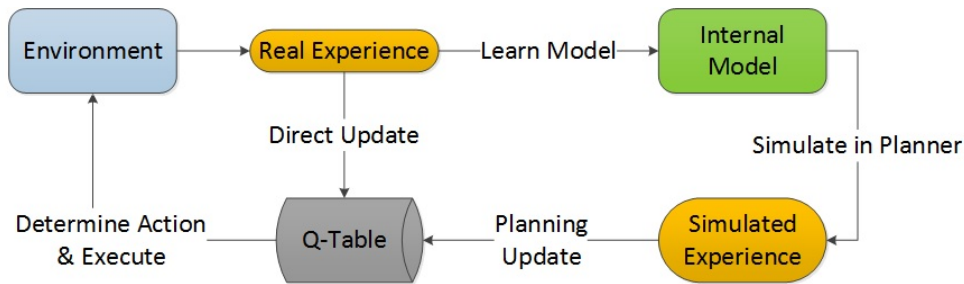 Environment
Real Experience
Learn Model
Internal
Model
Direct Update
Simulate in Planner
Determine Action
& Execute
Q-Table
Planning
Update
Simulated
Experience